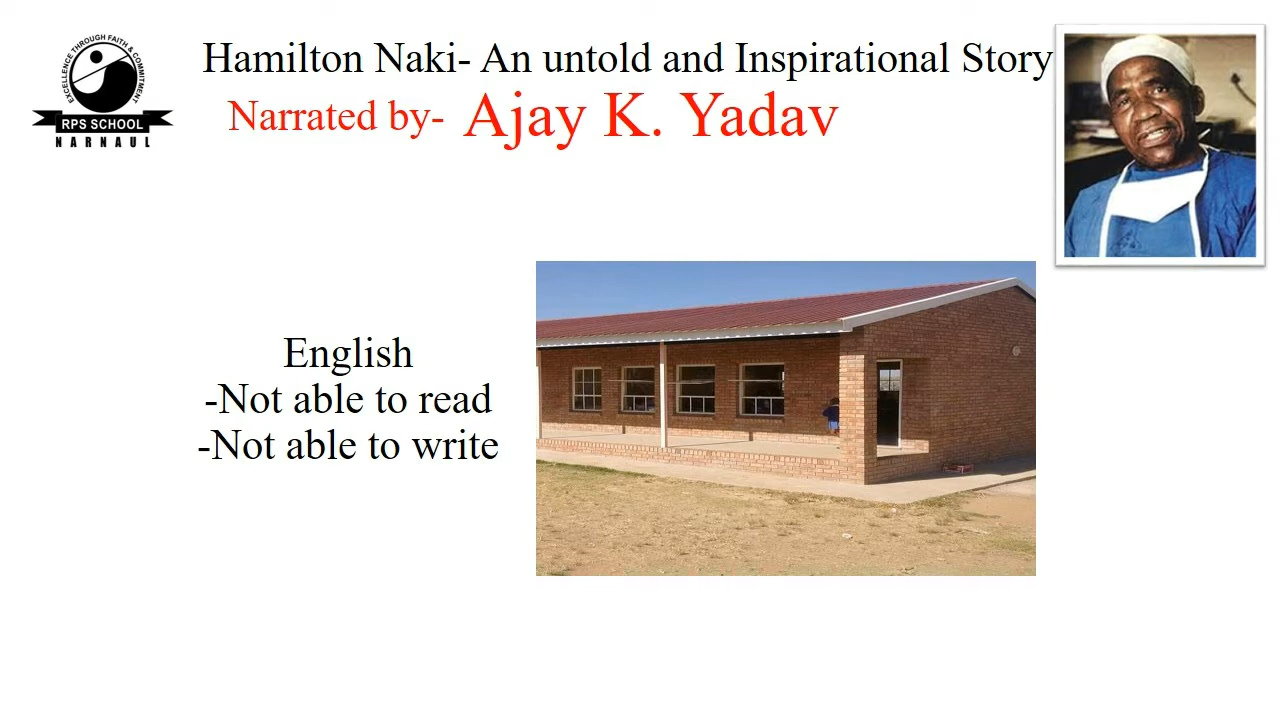 EXCELLENCE THROUGH FAITH & COMMITMENT
RPS SCHOOL
NARNAUL
Hamilton Naki- An untold and Inspirational Story
Narrated by- Ajay K. Yadav
English
-Not able to read
-Not able to write